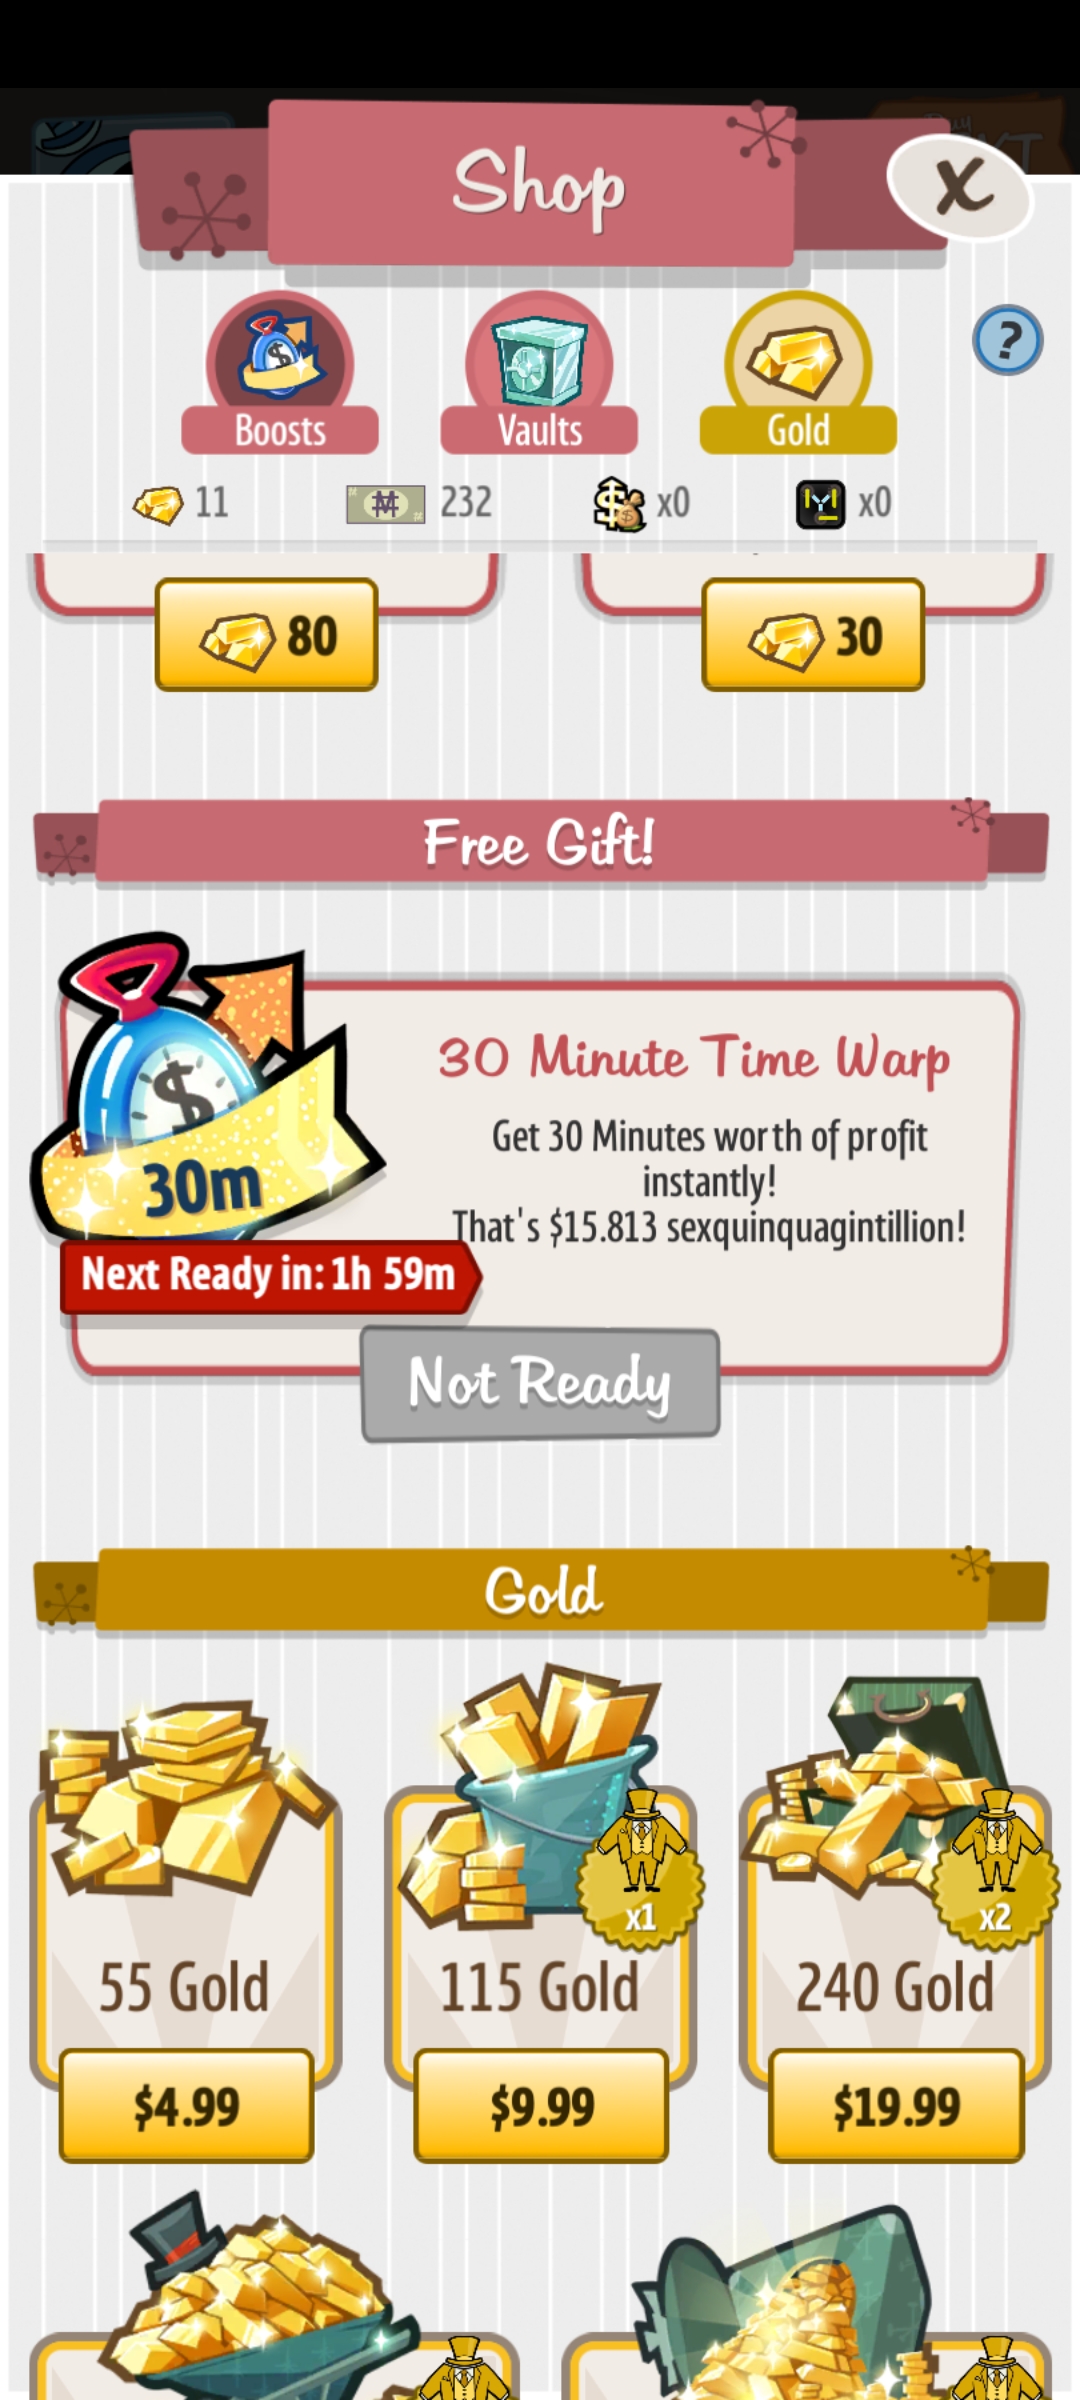 Shop
X
?
Boosts
Vaults
Gold
11
232
x0
x0
80
30
Free Gift!
$
30m
30 Minute Time Warp
Get 30 Minutes worth of profit
instantly!
That's $15.813 sexquinquagintillion!
Next Ready in: 1h 59m
Not Ready
Gold
x1
x2
55 Gold
115 Gold
240 Gold
$4.99
$9.99
$19.99